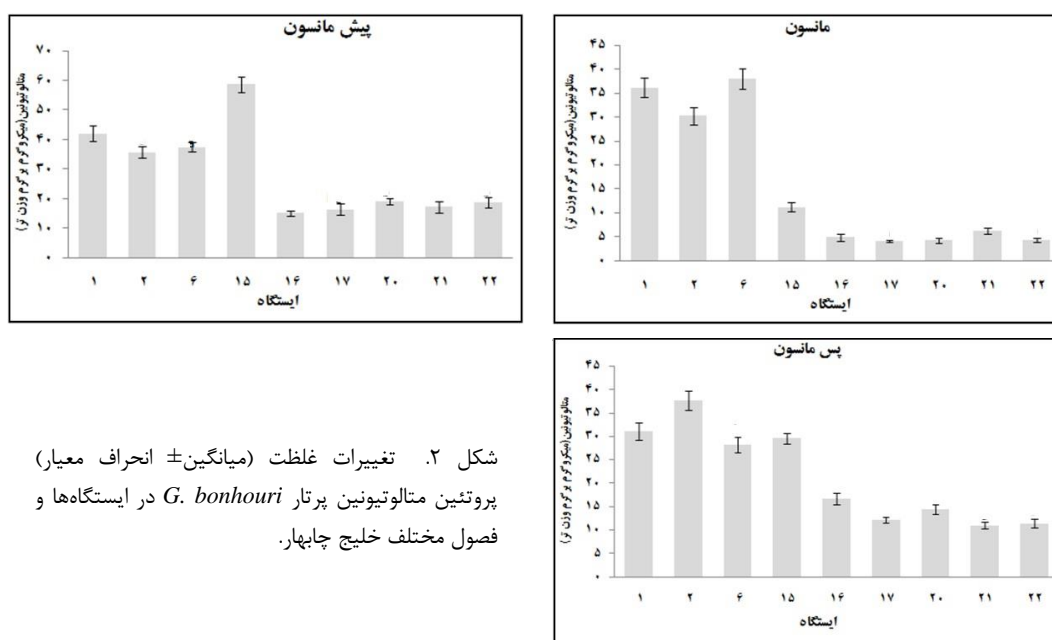 پیش مانسون
متالوتیونین(میکروگرم بر گرم وزن تر)
۷۰
۶۰
۵۰
۴۰
۳۰
۲۰
۱۰
۰
۱ ۲ ۶ ۱۵ ۱۶ ۱۷ ۲۰ ۲۱ ۲۲
ایستگاه
مانسون
متالوتیونین(میکروگرم بر گرم وزن تر)
۴۵
۴۰
۳۵
۳۰
۲۵
۲۰
۱۵
۱۰
۵
۰
۱ ۲ ۶ ۱۵ ۱۶ ۱۷ ۲۰ ۲۱ ۲۲
ایستگاه
پس مانسون
متالوتیونین(میکروگرم بر گرم وزن تر)
۴۵
۴۰
۳۵
۳۰
۲۵
۲۰
۱۵
۱۰
۵
۰
۱ ۲ ۶ ۱۵ ۱۶ ۱۷ ۲۰ ۲۱ ۲۲
ایستگاه
شکل ۲. تغییرات غلظت (میانگین± انحراف معیار)
پروتئین متالوتیونین پرتار G. bonhouri در ایستگاه‌ها و
فصول مختلف خلیج چابهار.